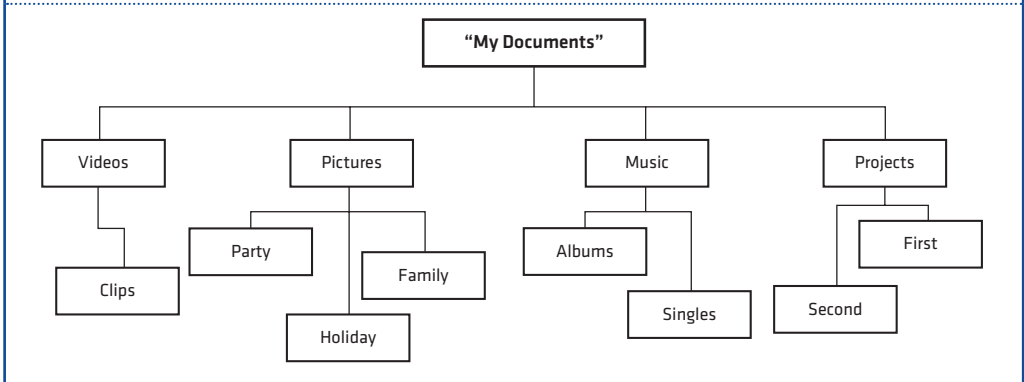 “My Documents”
Videos
Pictures
Music
Projects
Party
Family
Albums
First
Clips
Holiday
Singles
Second